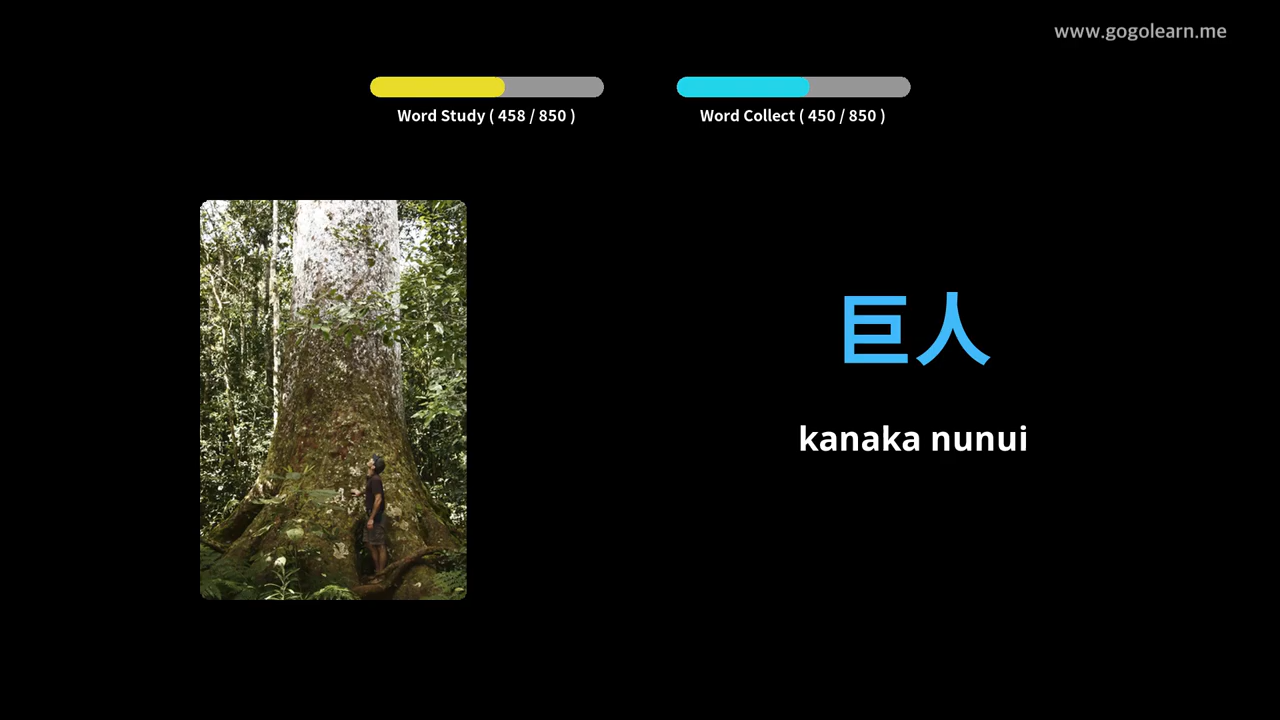 www.gogolearn.me
Word Study ( 458 / 850 )
Word Collect ( 450 / 850 )
巨人
kanaka nunui